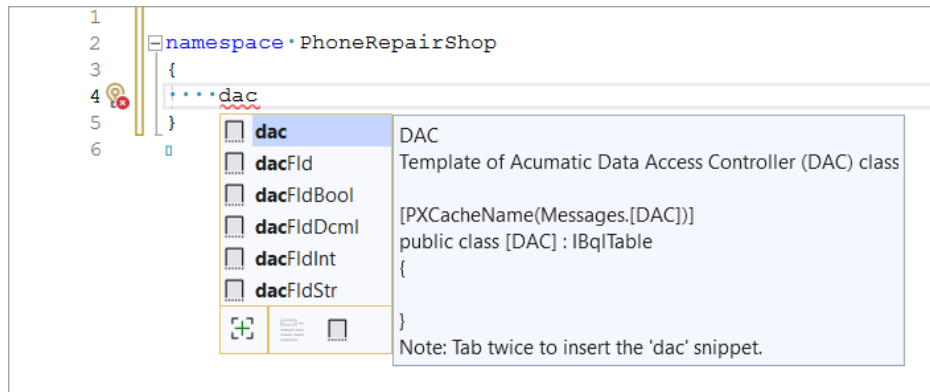 1
2 namespace PhoneRepairShop
3 {
4 dac
5 }
6
dac
dacFld
dacFldBool
dacFldDcml
dacFldInt
dacFldStr
DAC
Template of Acumatic Data Access Controller (DAC) class
[PXCacheName(Messages.[DAC])]
public class [DAC] : IBqlTable
{
}
Note: Tab twice to insert the 'dac' snippet.